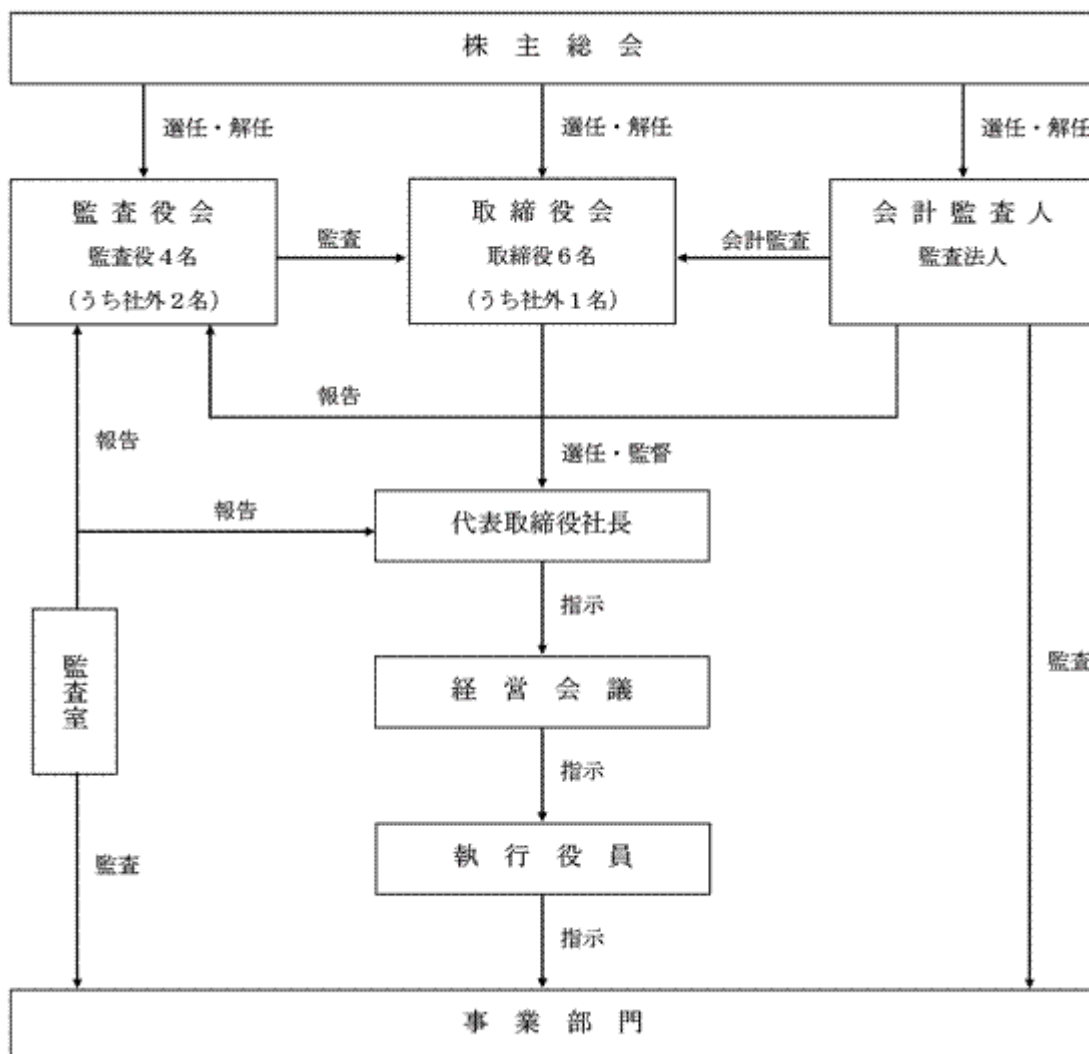 株主総会
選任・解任
選任・解任
選任・解任
監査役会
監査役4名
(うち社外2名)
監査
取締役会
取締役6名
(うち社外1名)
会計監査
会計監査人
監査法人
報告
報告
選任・監督
報告
代表取締役社長
指示
監査室
経営会議
監査
指示
執行役員
監査
指示
事業部門